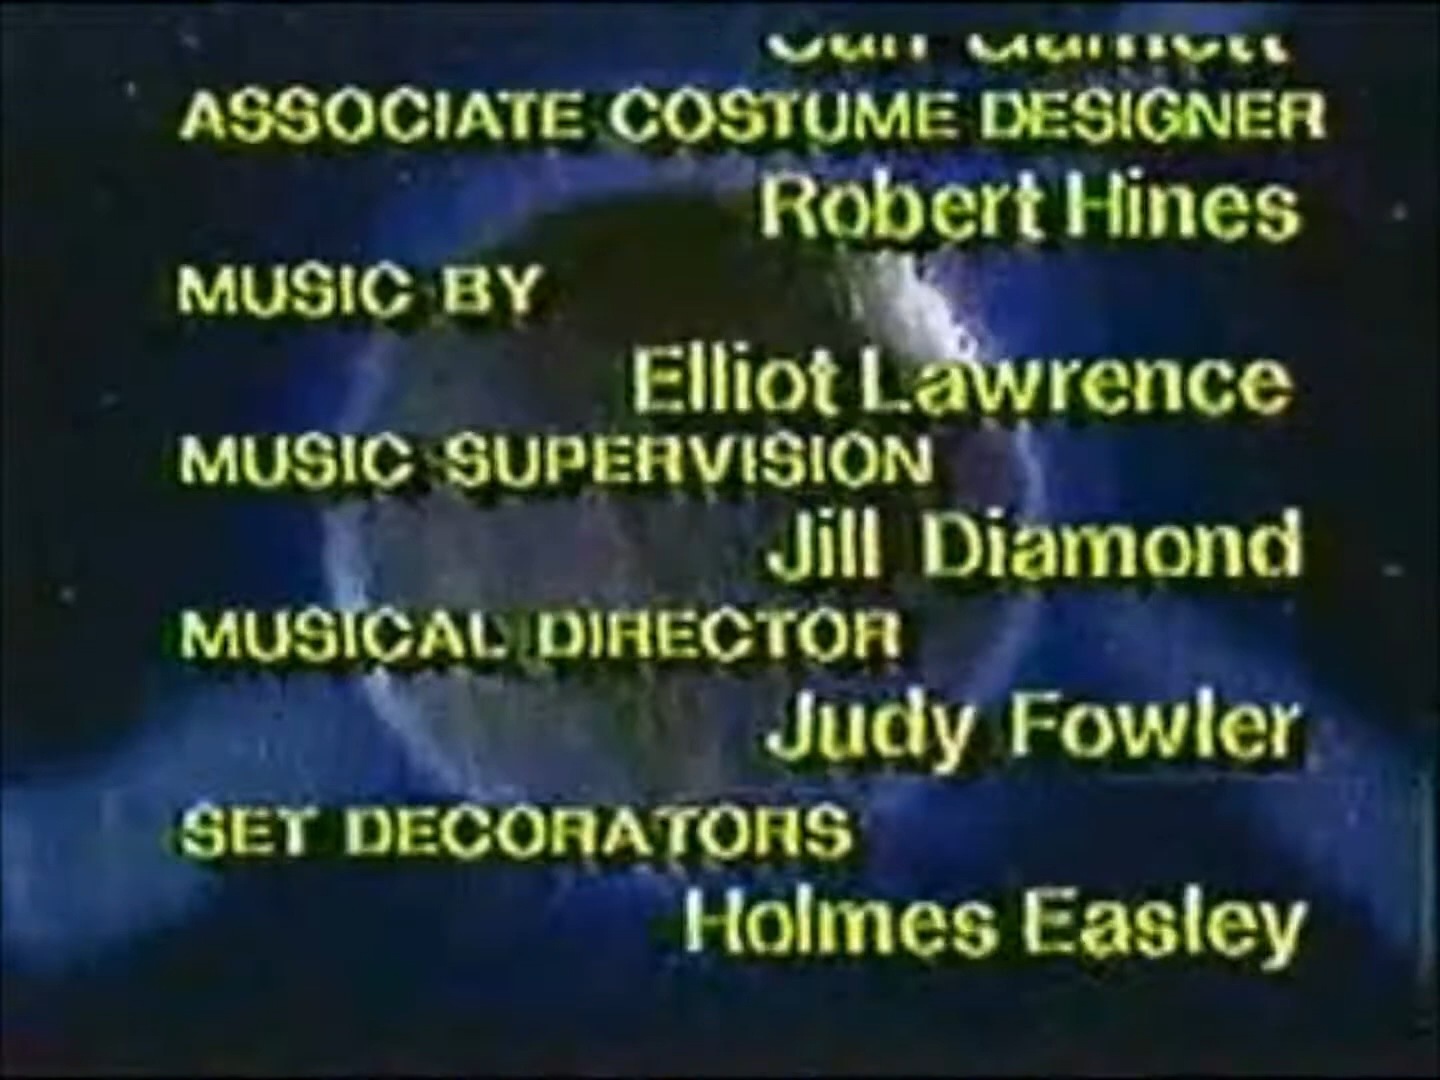 ASSOCIATE COSTUME DESIGNER
Robert Hines
MUSIC BY
Elliot Lawrence
MUSIC SUPERVISION
Jill Diamond
MUSICAL DIRECTOR
Judy Fowler
SET DECORATORS
Holmes Easley